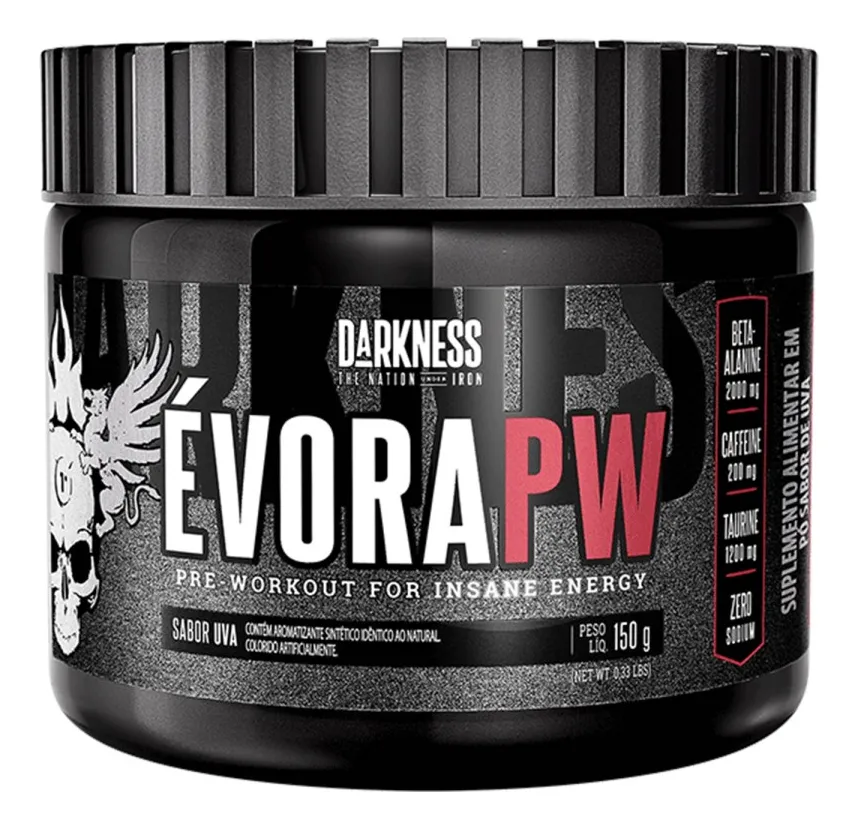 DARKNESS
THE NATION UNDER IRON
ÉVORAPW
PRE-WORKOUT FOR INSANE ENERGY
SABOR UVA
CONTÉM AROMATIZANTE SINTÉTICO IDÊNTICO AO NATURAL.
COLORIDO ARTIFICIALMENTE.
PESO
LÍQ. 150 g
(NET WT. 0,33 LBS)
BETA-
ALANINE
2000 mg
CAFFEINE
200 mg
TAURINE
1200 mg
ZERO
SODIUM
SUPLEMENTO ALIMENTAR EM
PÓ SABOR DE UVA